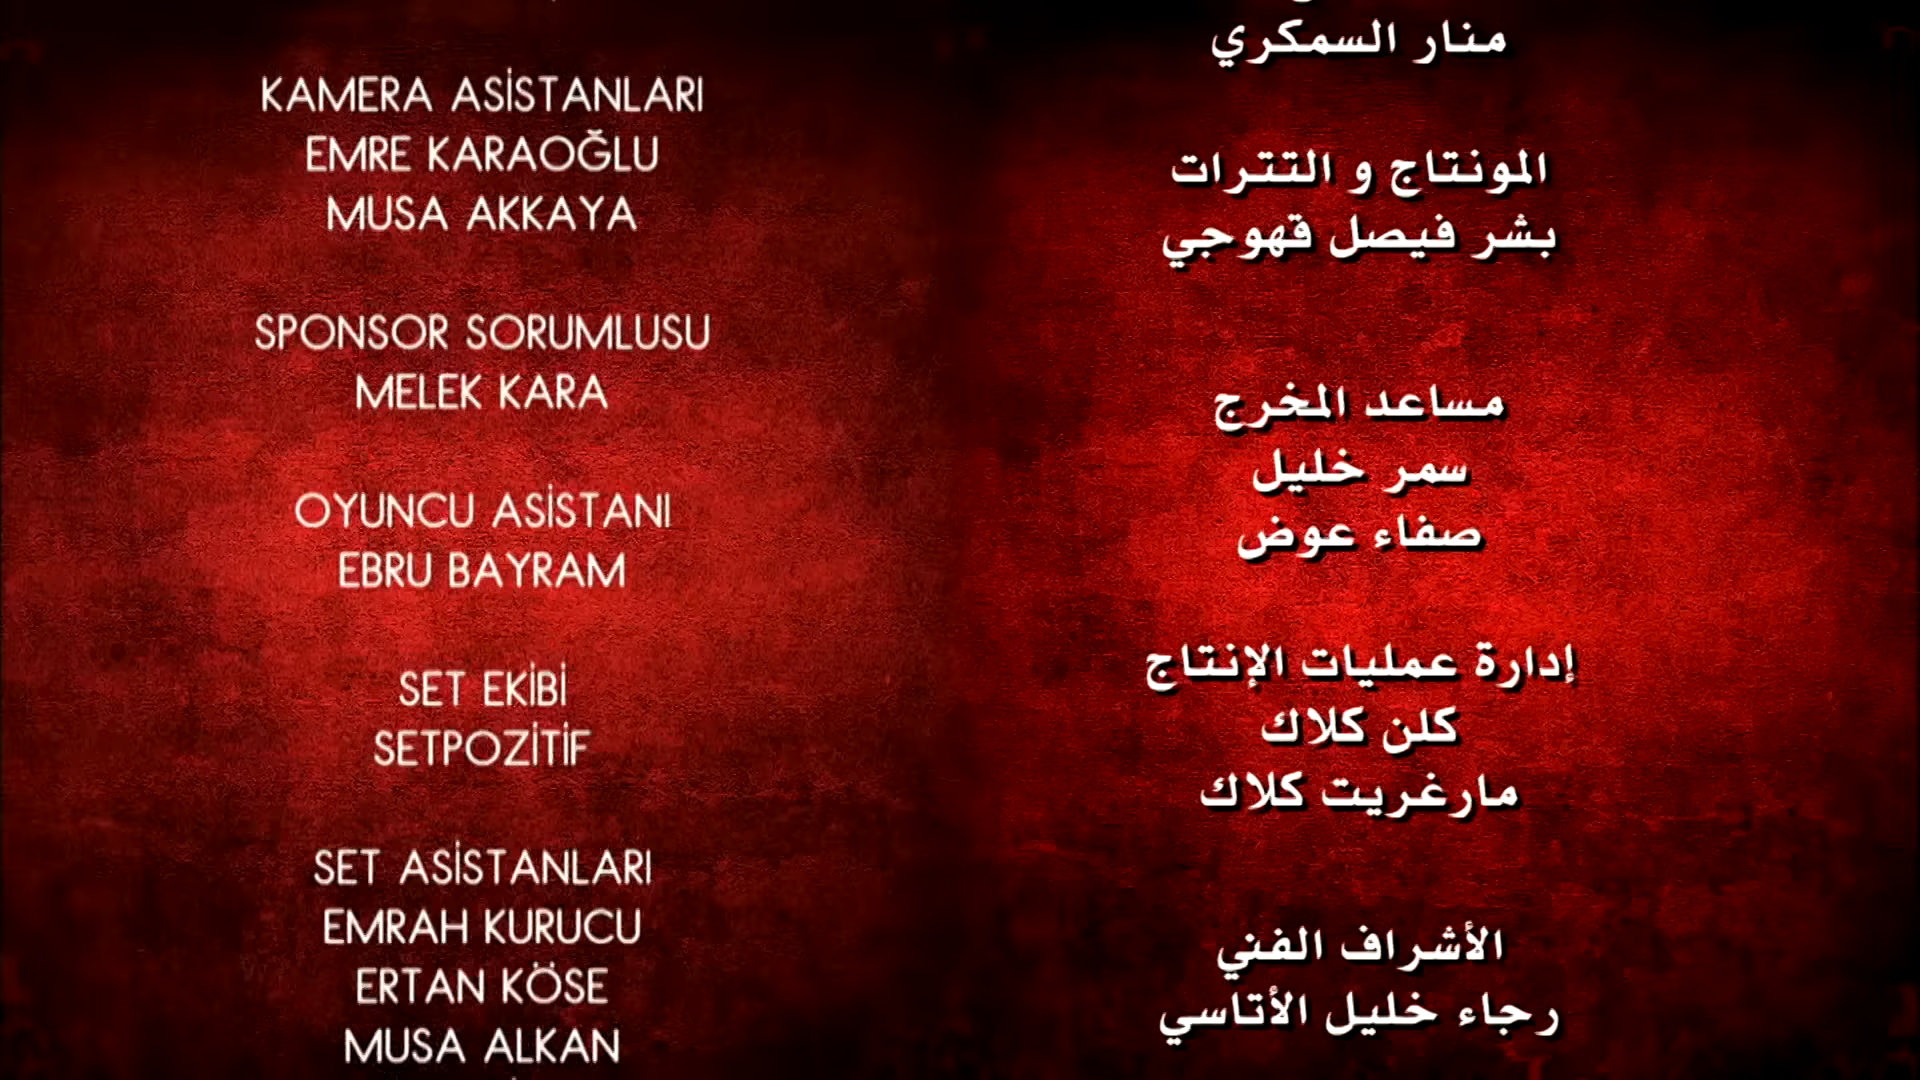 KAMERA ASİSTANLARI
EMRE KARAOĞLU
MUSA AKKAYA
SPONSOR SORUMLUSU
MELEK KARA
OYUNCU ASİSTANI
EBRU BAYRAM
SET EKİBİ
SETPOZİTİF
SET ASİSTANLARI
EMRAH KURUCU
ERTAN KÖSE
MUSA ALKAN
منار السمكري
المونتاج و التترات
بشر فيصل قهوجي
مساعد المخرج
سمر خليل
صفاء عوض
إدارة عمليات الإنتاج
كلن كلاك
مارغريت كلاك
الأشراف الفني
رجاء خليل الأتاسي